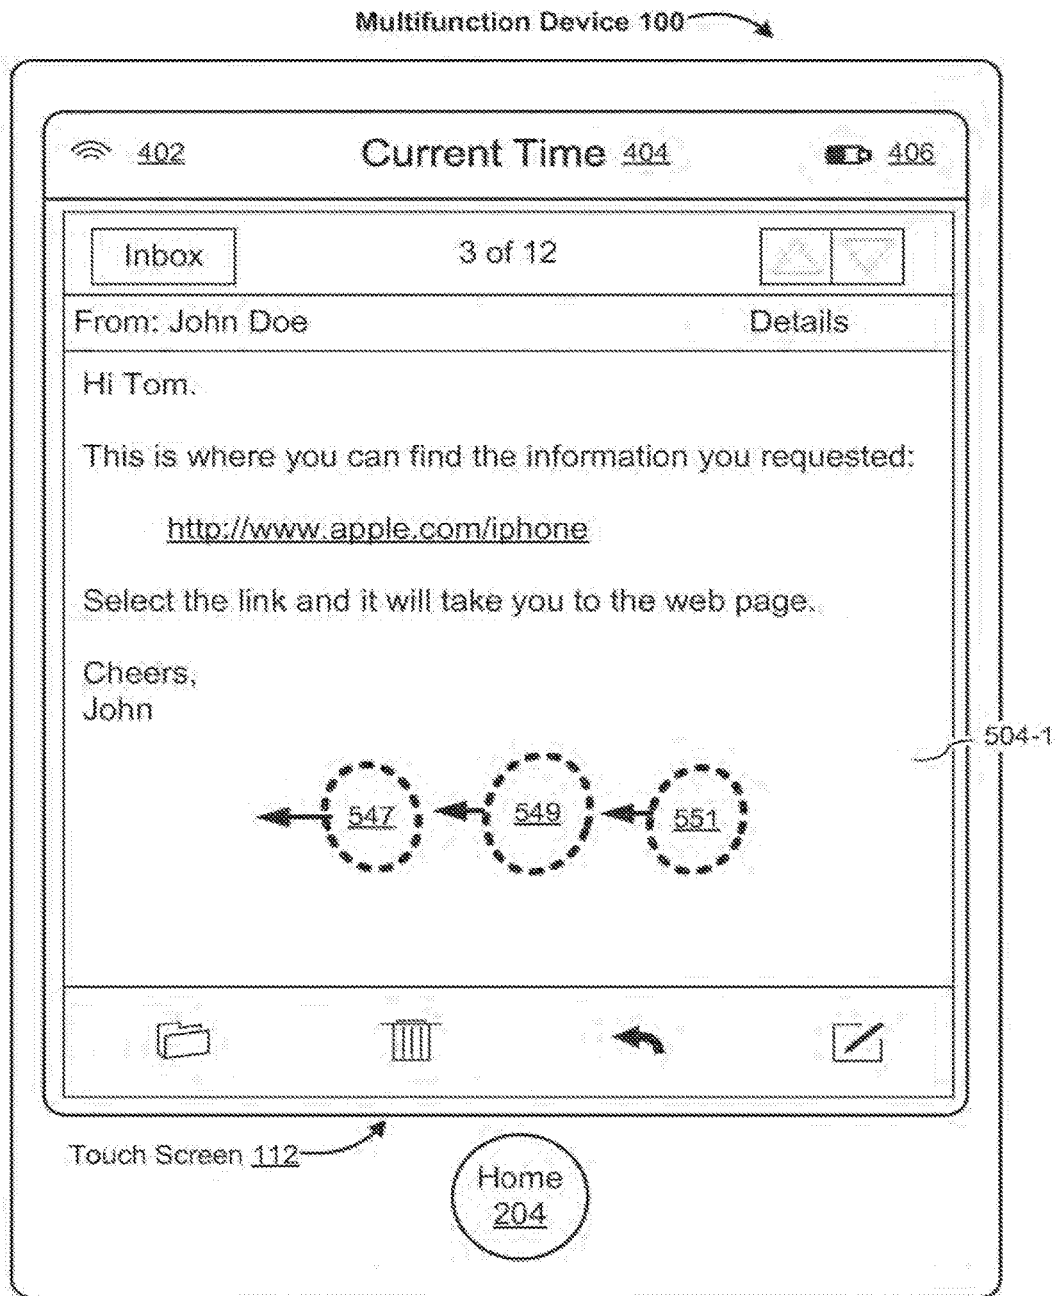 Multifunction Device 100
402 Current Time 404 406
Inbox 3 of 12
From: John Doe Details
Hi Tom.
This is where you can find the information you requested:
http://www.apple.com/iphone
Select the link and it will take you to the web page.
Cheers,
John
504-1
547 549 551
Touch Screen 112
Home
204